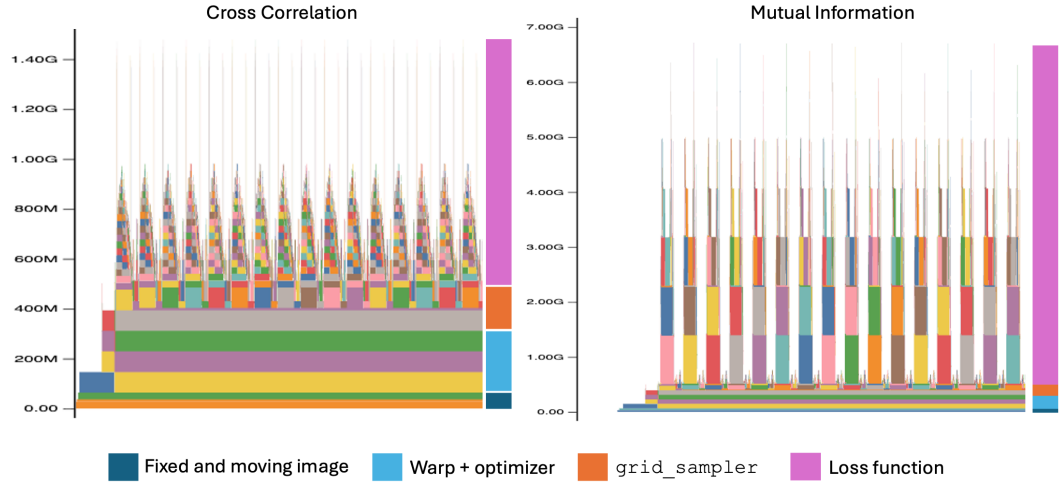 Cross Correlation
1.40G
1.20G
1.00G
800M
600M
400M
200M
0.00
Mutual Information
7.00G
6.00G
5.00G
4.00G
3.00G
2.00G
1.00G
0.00
Fixed and moving image
Warp + optimizer
grid_sampler
Loss function